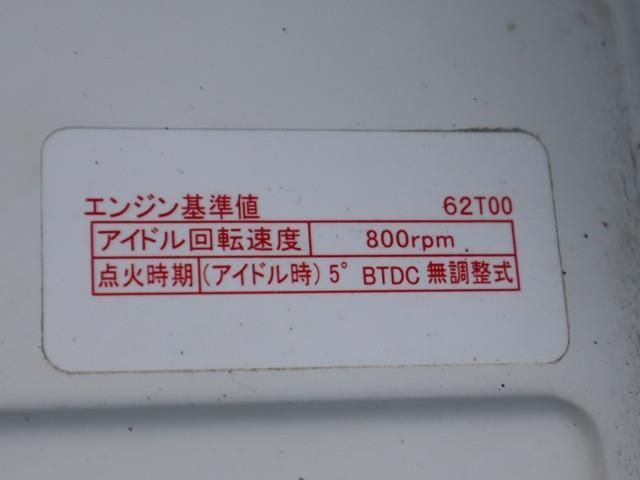 エンジン基準値 62T00
アイドル回転速度 800rpm
点火時期 (アイドル時) 5° BTDC 無調整式